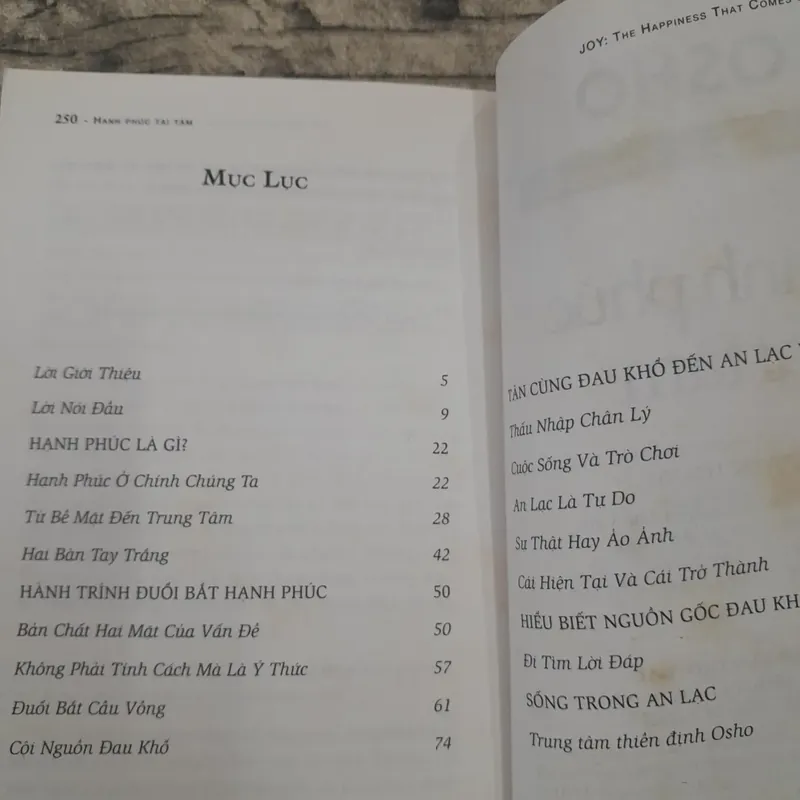 250 - HẠNH PHÚC TẠI TÂM
MỤC LỤC
Lời Giới Thiệu 5
Lời Nói Đầu 9
HẠNH PHÚC LÀ GÌ? 22
Hạnh Phúc Ở Chính Chúng Ta 22
Từ Bề Mặt Đến Trung Tâm 28
Hai Bàn Tay Trắng 42
HÀNH TRÌNH ĐUỔI BẮT HẠNH PHÚC 50
Bản Chất Hai Mặt Của Vấn Đề 50
Không Phải Tính Cách Mà Là Ý Thức 57
Đuổi Bắt Cầu Vồng 61
Cội Nguồn Đau Khổ 74
JOY: THE HAPPINESS THAT COMES
TẬN CÙNG ĐAU KHỔ ĐẾN AN LẠC
Thấu Nhập Chân Lý
Cuộc Sống Và Trò Chơi
An Lạc Là Tự Do
Sự Thật Hay Ảo Ảnh
Cái Hiện Tại Và Cái Trở Thành
HIỂU BIẾT NGUỒN GỐC ĐAU KH
Đi Tìm Lời Đáp
SỐNG TRONG AN LẠC
Trung tâm thiền định Osho